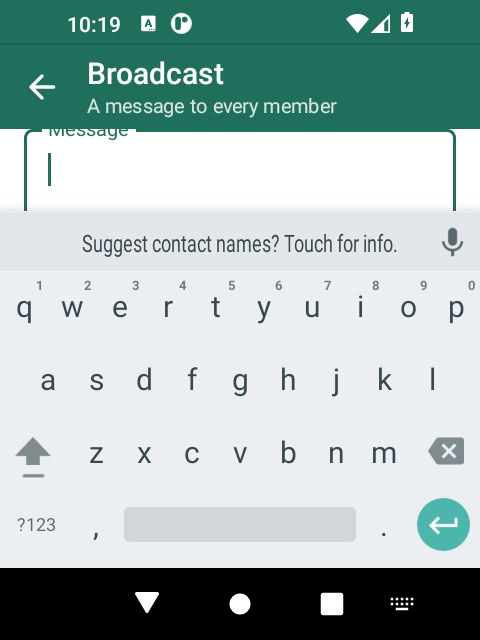 10:19
Broadcast
A message to every member
Message
Suggest contact names? Touch for info.
1 2 3 4 5 6 7 8 9 0
q w e r t y u i o p
a s d f g h j k l
z x c v b n m
?123 , .